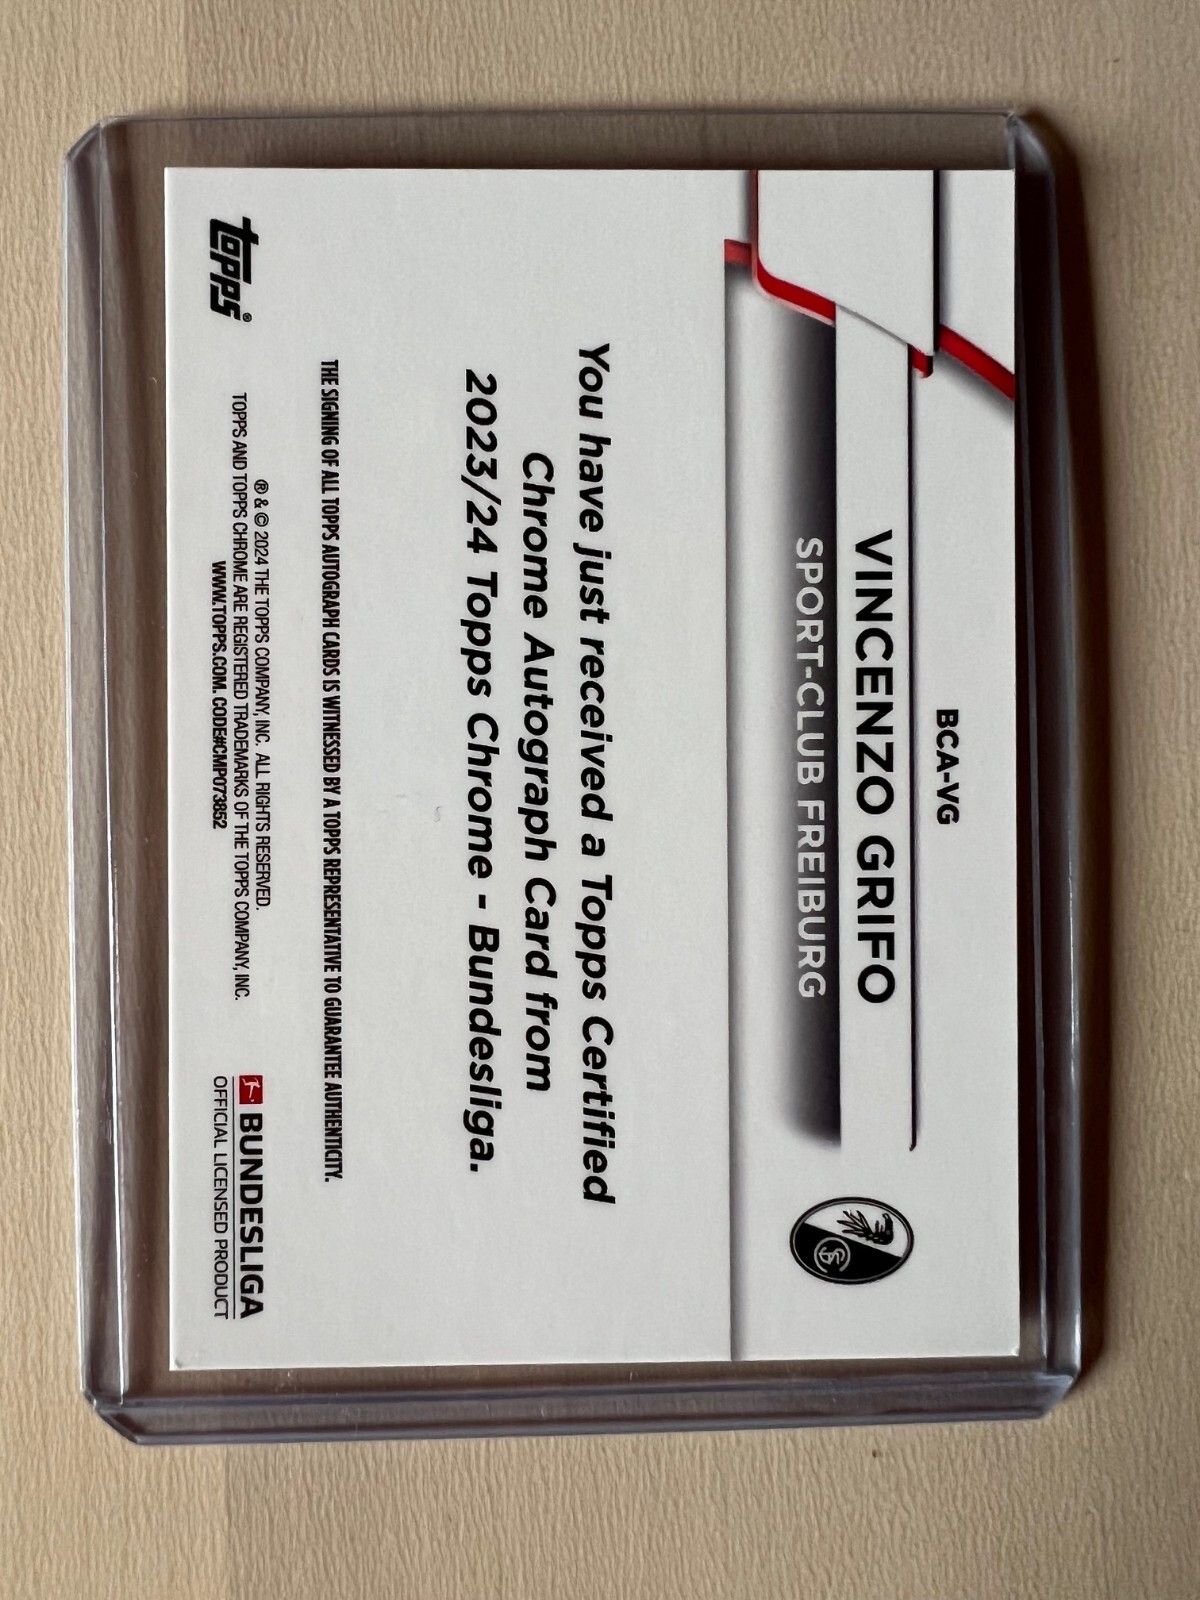 BCA-VG
VINCENZO GRIFO
SPORT-CLUB FREIBURG
You have just received a Topps Certified
Chrome Autograph Card from
2023/24 Topps Chrome - Bundesliga.
THE SIGNING OF ALL TOPPS AUTOGRAPH CARDS IS WITNESSED BY A TOPPS REPRESENTATIVE TO GUARANTEE AUTHENTICITY.
topps®
® & © 2024 THE TOPPS COMPANY, INC. ALL RIGHTS RESERVED.
TOPPS AND TOPPS CHROME ARE REGISTERED TRADEMARKS OF THE TOPPS COMPANY, INC.
WWW.TOPPS.COM. CODE#CMP073852
BUNDESLIGA
OFFICIAL LICENSED PRODUCT